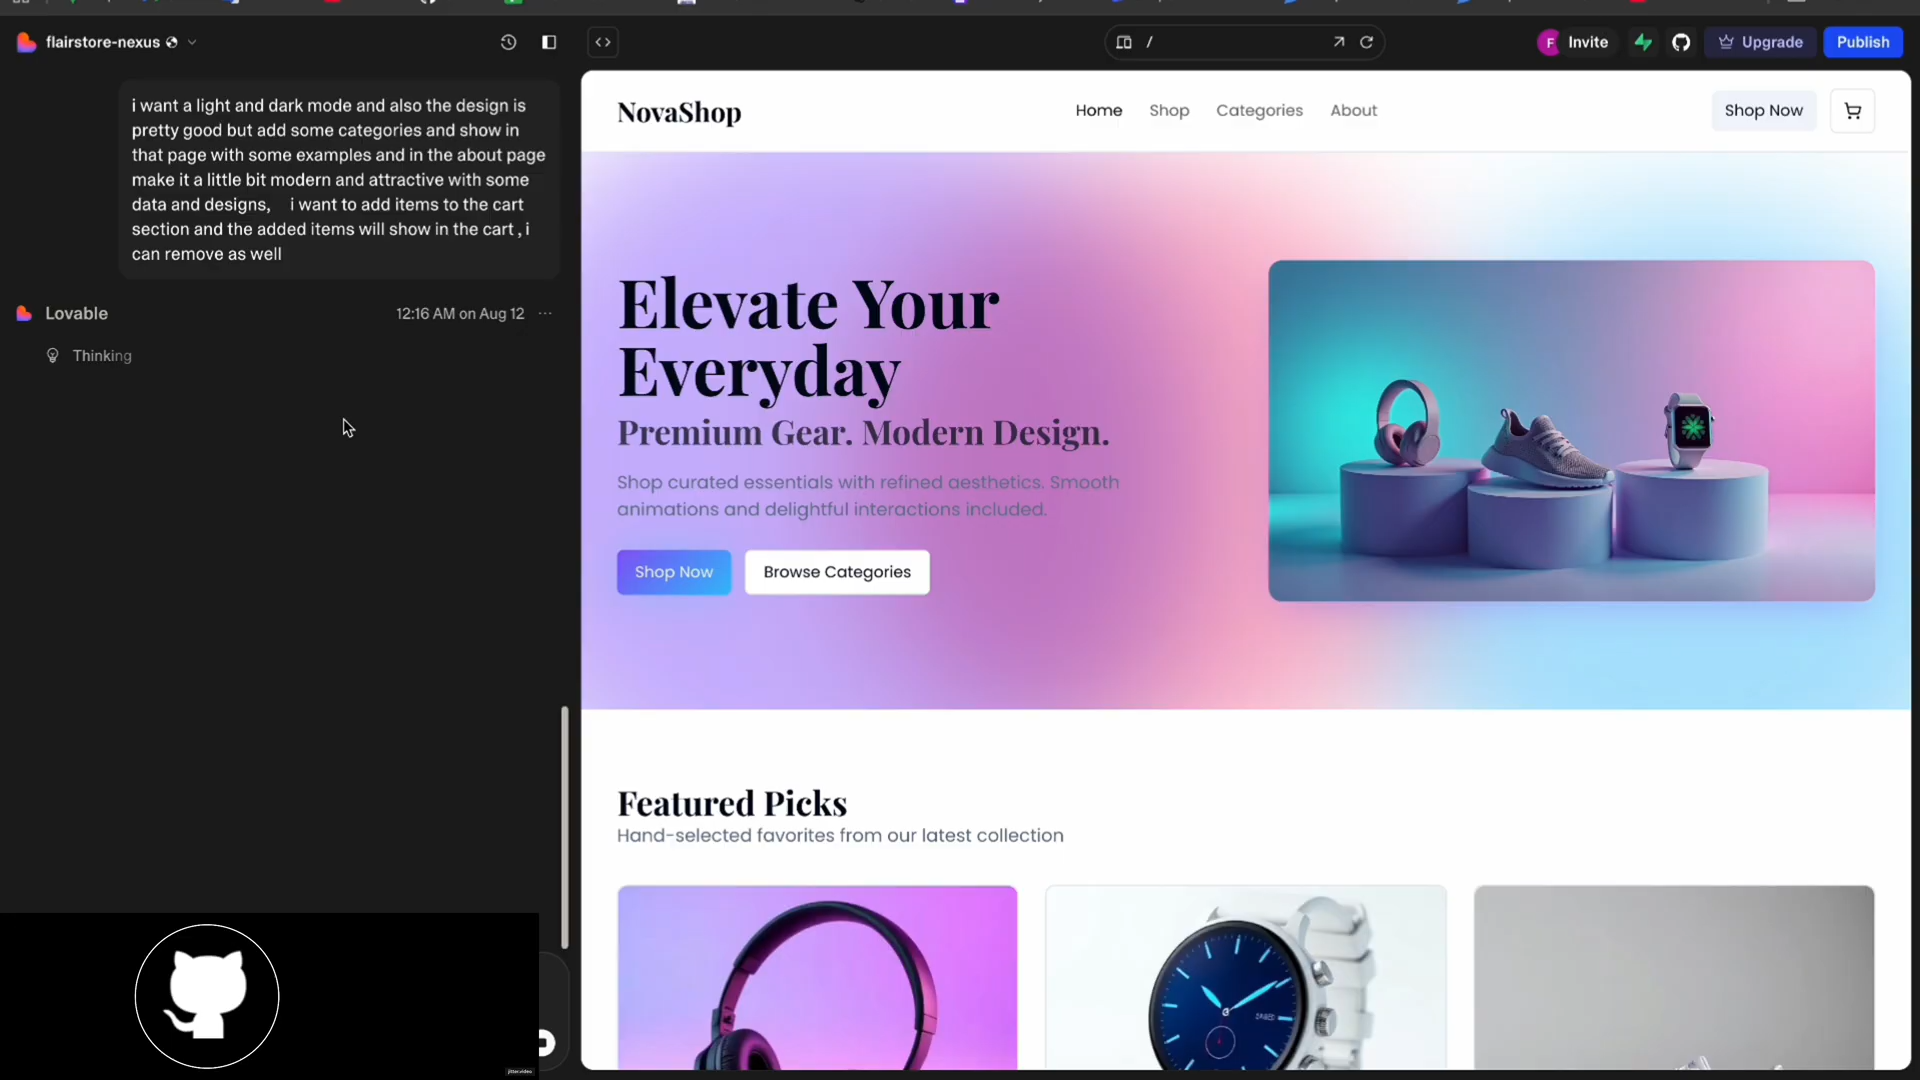 flairstore-nexus
/
F
Invite
Upgrade
Publish
i want a light and dark mode and also the design is
pretty good but add some categories and show in
that page with some examples and in the about page
make it a little bit modern and attractive with some
data and designs, i want to add items to the cart
section and the added items will show in the cart , i
can remove as well
Lovable
12:16 AM on Aug 12
Thinking
NovaShop
Home
Shop
Categories
About
Shop Now
Elevate Your
Everyday
Premium Gear. Modern Design.
Shop curated essentials with refined aesthetics. Smooth
animations and delightful interactions included.
Shop Now
Browse Categories
Featured Picks
Hand-selected favorites from our latest collection
jitter.video